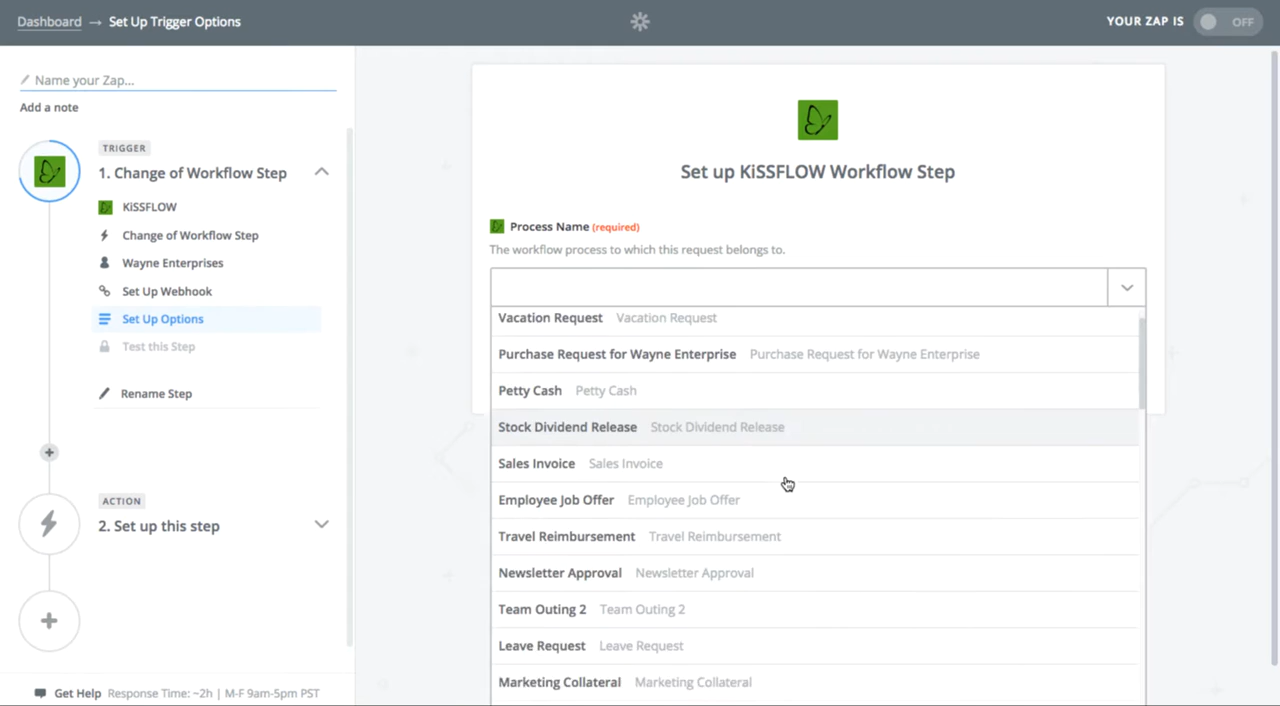 Dashboard → Set Up Trigger Options
YOUR ZAP IS OFF
Name your Zap...
Add a note
TRIGGER
1. Change of Workflow Step
KiSSFLOW
Change of Workflow Step
Wayne Enterprises
Set Up Webhook
Set Up Options
Test this Step
Rename Step
ACTION
2. Set up this step
Get Help Response Time: ~2h | M-F 9am-5pm PST
Set up KiSSFLOW Workflow Step
Process Name (required)
The workflow process to which this request belongs to.
Vacation Request Vacation Request
Purchase Request for Wayne Enterprise Purchase Request for Wayne Enterprise
Petty Cash Petty Cash
Stock Dividend Release Stock Dividend Release
Sales Invoice Sales Invoice
Employee Job Offer Employee Job Offer
Travel Reimbursement Travel Reimbursement
Newsletter Approval Newsletter Approval
Team Outing 2 Team Outing 2
Leave Request Leave Request
Marketing Collateral Marketing Collateral